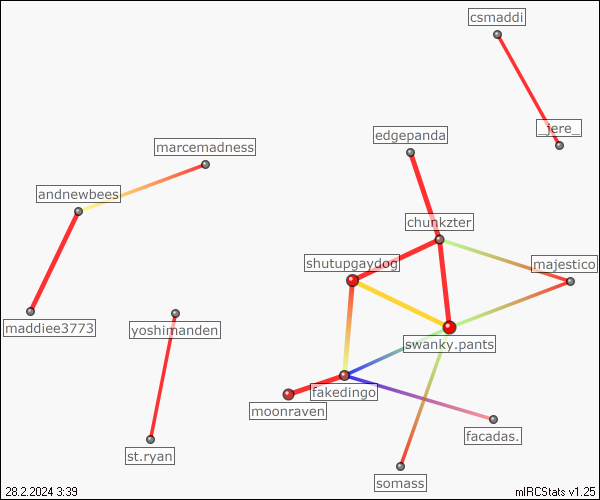 csmaddi
_jere_
edgepanda
marcemadness
andnewbees
chunkzter
shutupgaydog
majestico
maddiee3773
yoshimanden
swanky.pants
fakedingo
moonraven
facadas.
st.ryan
somass
28.2.2024 3:39
mIRCStats v1.25